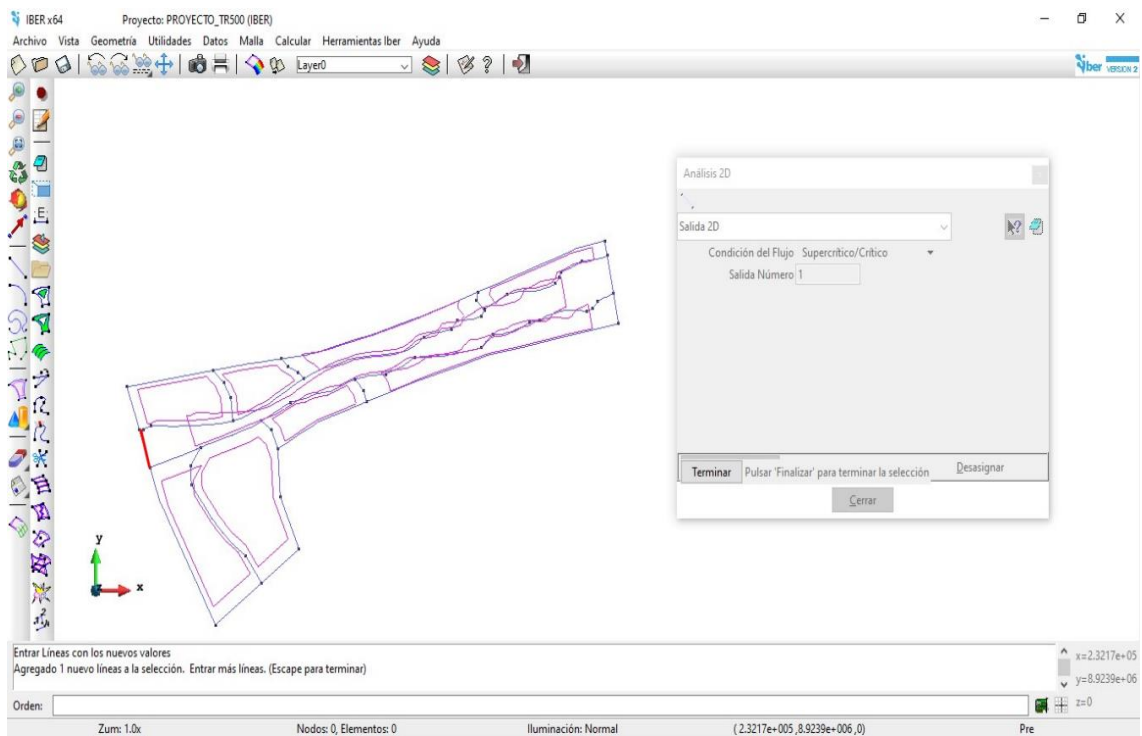 IBER x64 Proyecto: PROYECTO_TR500 (IBER)
Archivo Vista Geometría Utilidades Datos Malla Calcular Herramientas Iber Ayuda
Layer0
iber VERSION 2
Análisis 2D
Salida 2D
Condición del Flujo Supercrítico/Crítico
Salida Número 1
Terminar Pulsar 'Finalizar' para terminar la selección Desasignar
Cerrar
y
x
Entrar Líneas con los nuevos valores
Agregado 1 nuevo líneas a la selección. Entrar más líneas. (Escape para terminar)
x=2.3217e+05
y=8.9239e+06
z=0
Orden:
Zum: 1.0x Nodos: 0, Elementos: 0 Iluminación: Normal (2.3217e+005 ,8.9239e+006 ,0) Pre